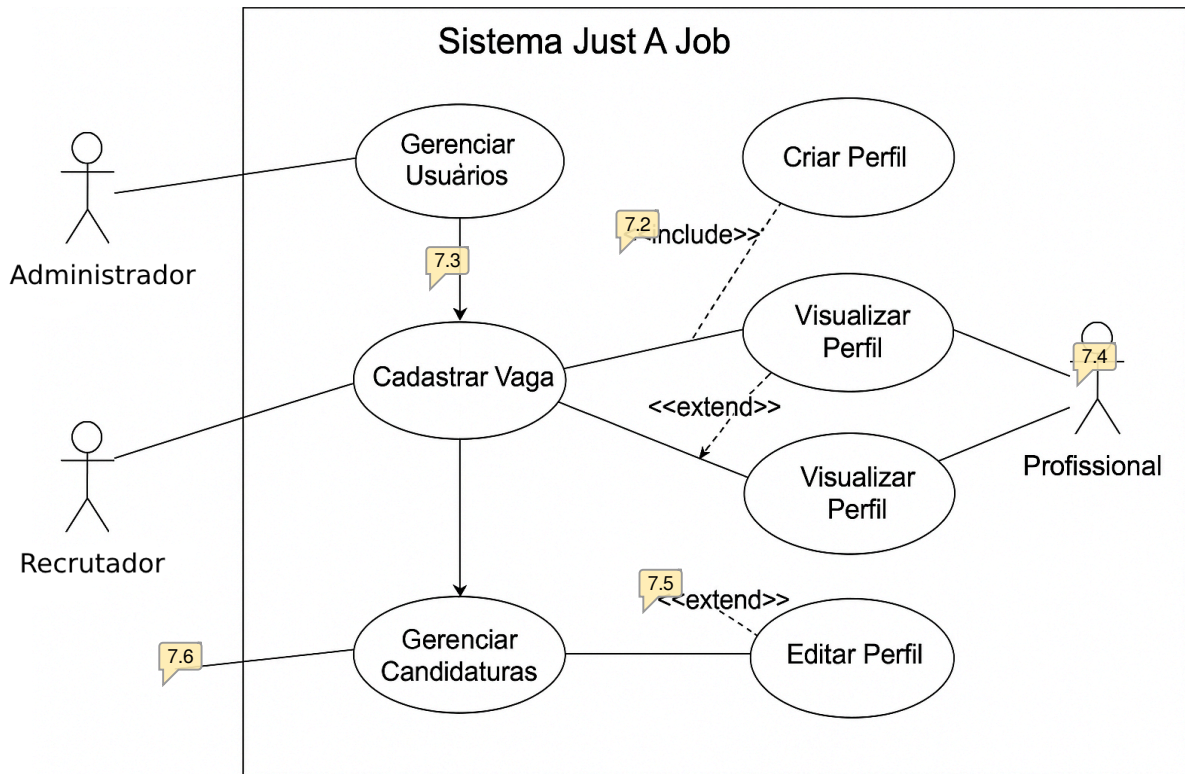 Sistema Just A Job
Gerenciar
Usuários
Criar Perfil
Administrador
7.2
<<include>>
7.3
Visualizar
Perfil
Cadastrar Vaga
7.4
<<extend>>
Profissional
Visualizar
Perfil
Recrutador
7.5
<<extend>>
7.6
Gerenciar
Candidaturas
Editar Perfil